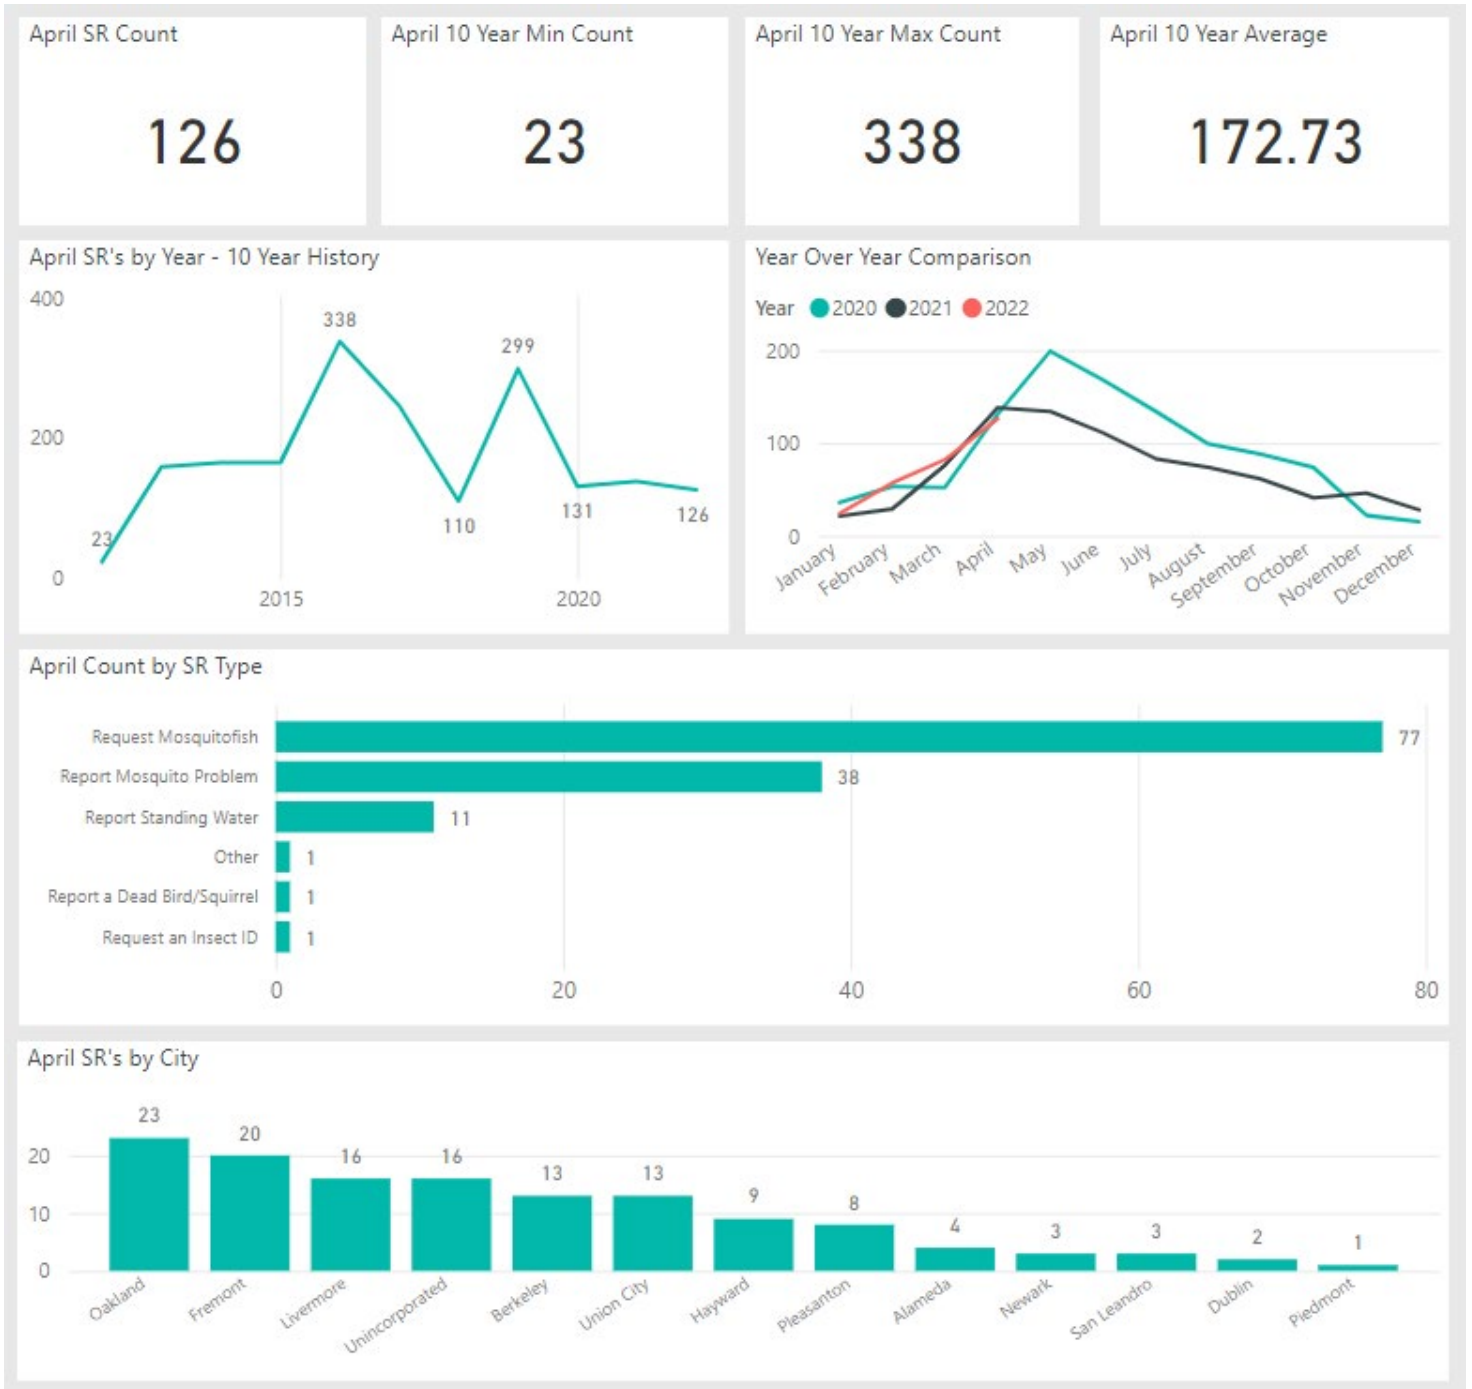 April SR Count
126
April 10 Year Min Count
23
April 10 Year Max Count
338
April 10 Year Average
172.73
April SR's by Year - 10 Year History
400
200
0
23
338
110
299
131
126
2015
2020
Year Over Year Comparison
Year 2020 2021 2022
200
100
0
January
February
March
April
May
June
July
August
September
October
November
December
April Count by SR Type
Request Mosquitofish 77
Report Mosquito Problem 38
Report Standing Water 11
Other 1
Report a Dead Bird/Squirrel 1
Request an Insect ID 1
0 20 40 60 80
April SR's by City
20
10
0
23
20
16
16
13
13
9
8
4
3
3
2
1
Oakland
Fremont
Livermore
Unincorporated
Berkeley
Union City
Hayward
Pleasanton
Alameda
Newark
San Leandro
Dublin
Piedmont